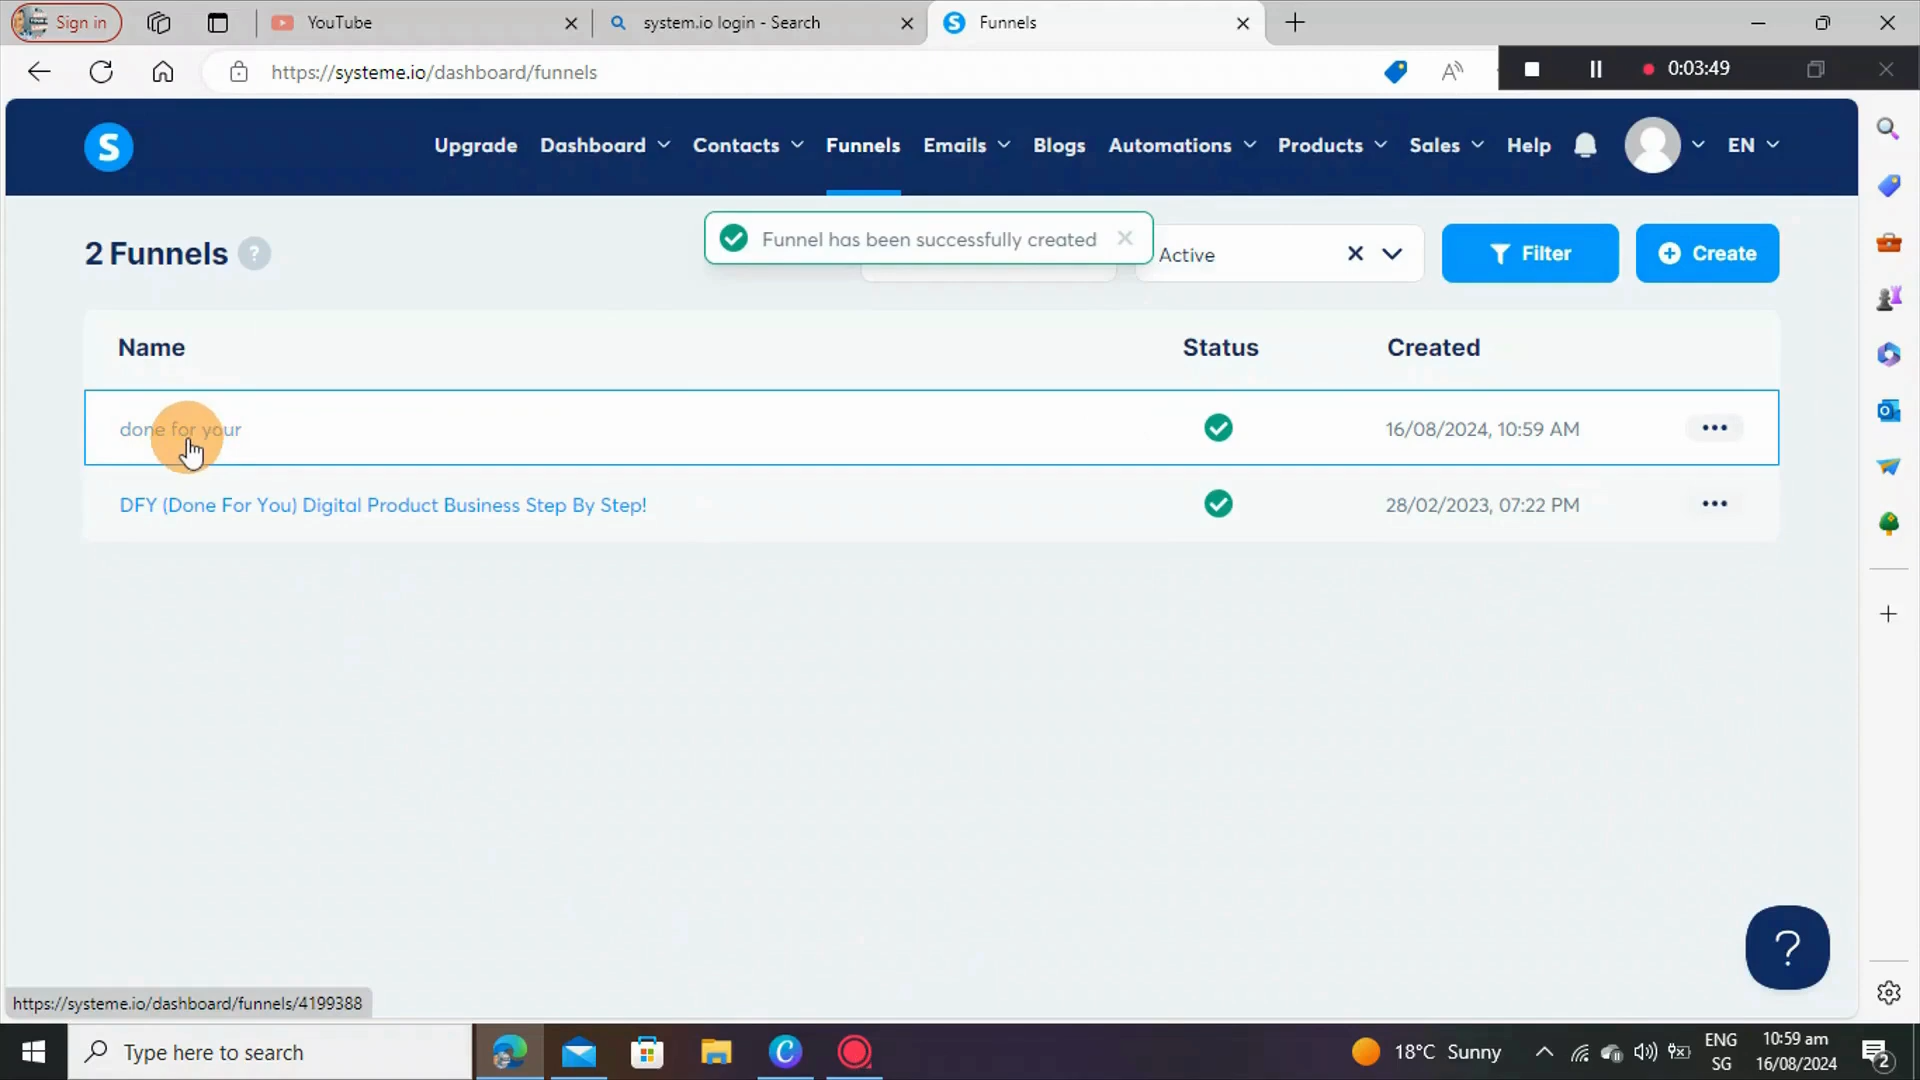 Sign in
YouTube
system.io login - Search
Funnels
https://systeme.io/dashboard/funnels
0:03:49
S
Upgrade
Dashboard
Contacts
Funnels
Emails
Blogs
Automations
Products
Sales
Help
EN
2 Funnels ?
Funnel has been successfully created
Active
Filter
Create
Name
Status
Created
done for your
16/08/2024, 10:59 AM
DFY (Done For You) Digital Product Business Step By Step!
28/02/2023, 07:22 PM
?
https://systeme.io/dashboard/funnels/4199388
Type here to search
18°C Sunny
ENG
SG
10:59 am
16/08/2024
2